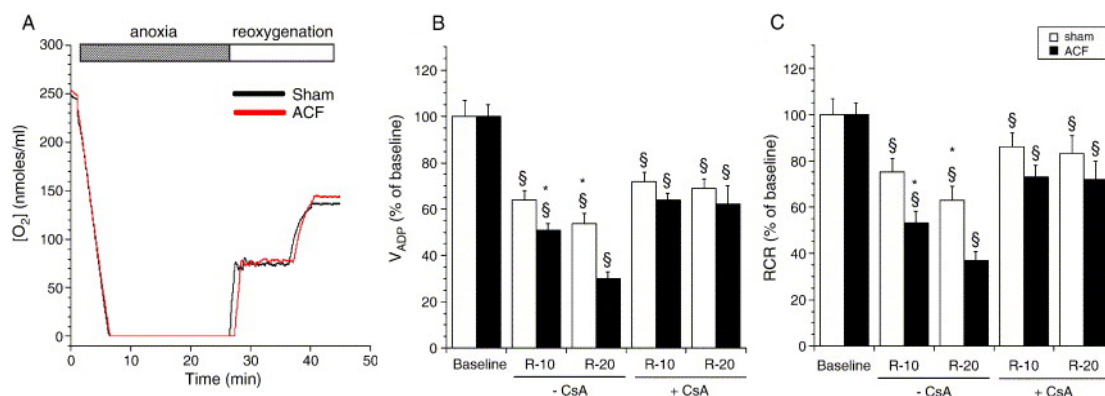 A
anoxia
reoxygenation
300
250
200
150
100
50
0
[O₂] (nmoles/ml)
Sham
ACF
0 10 20 30 40 50
Time (min)
B
120
100
80
60
40
20
0
V_ADP (% of baseline)
§ * § * § § § § § §
Baseline R-10 R-20 R-10 R-20
- CsA + CsA
C
sham
ACF
120
100
80
60
40
20
0
RCR (% of baseline)
§ * § * § § § § § §
Baseline R-10 R-20 R-10 R-20
- CsA + CsA